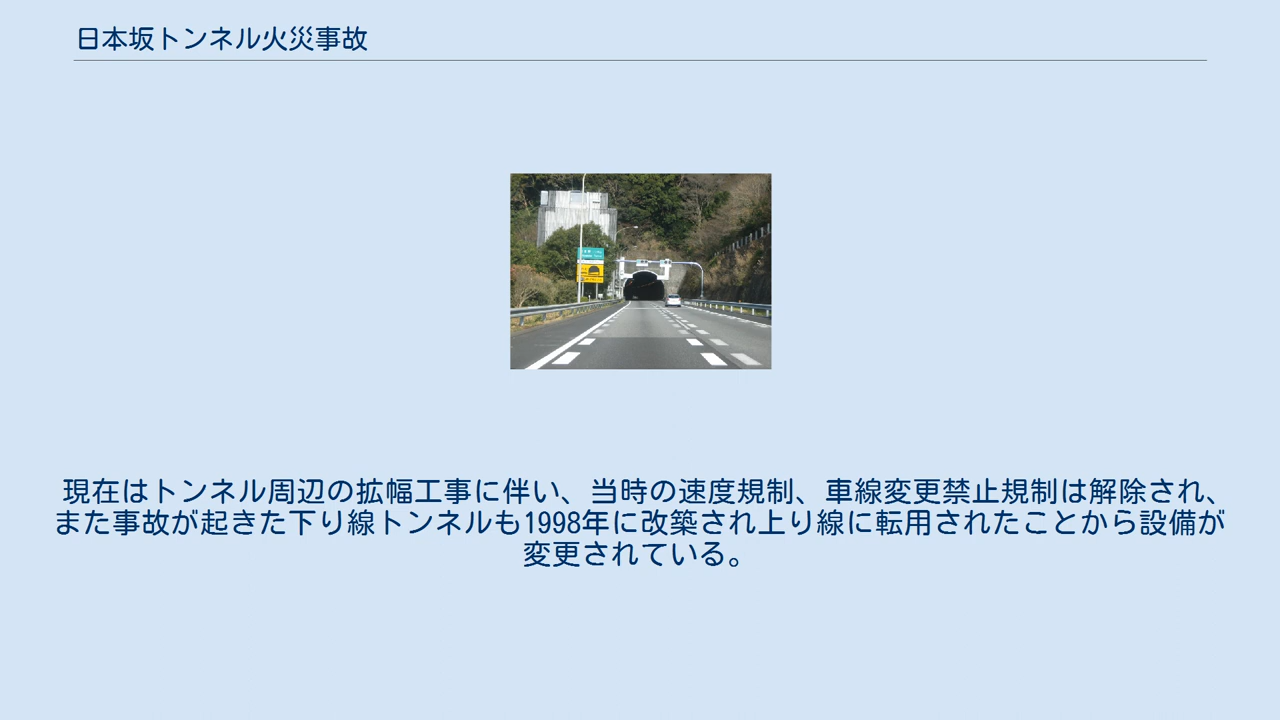 日本坂トンネル火災事故
現在はトンネル周辺の拡幅工事に伴い、当時の速度規制、車線変更禁止規制は解除され、
また事故が起きた下り線トンネルも1998年に改築され上り線に転用されたことから設備が
変更されている。